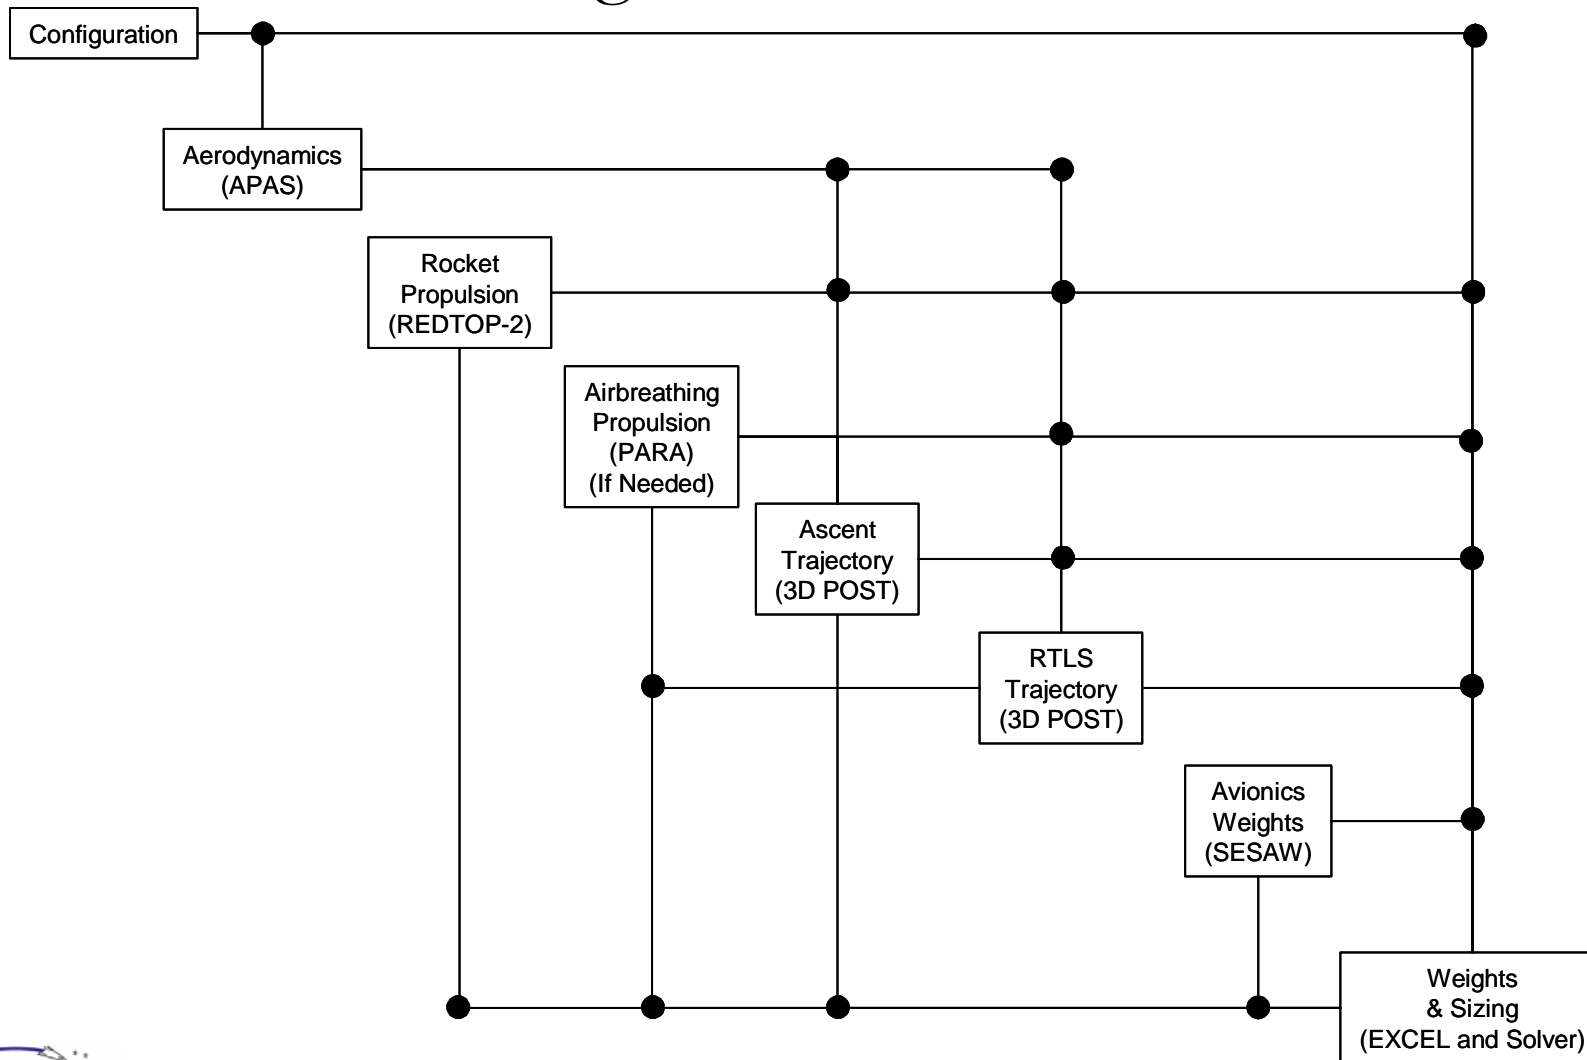 Configuration
Aerodynamics
(APAS)
Rocket
Propulsion
(REDTOP-2)
Airbreathing
Propulsion
(PARA)
(If Needed)
Ascent
Trajectory
(3D POST)
RTLS
Trajectory
(3D POST)
Avionics
Weights
(SESAW)
Weights
& Sizing
(EXCEL and Solver)